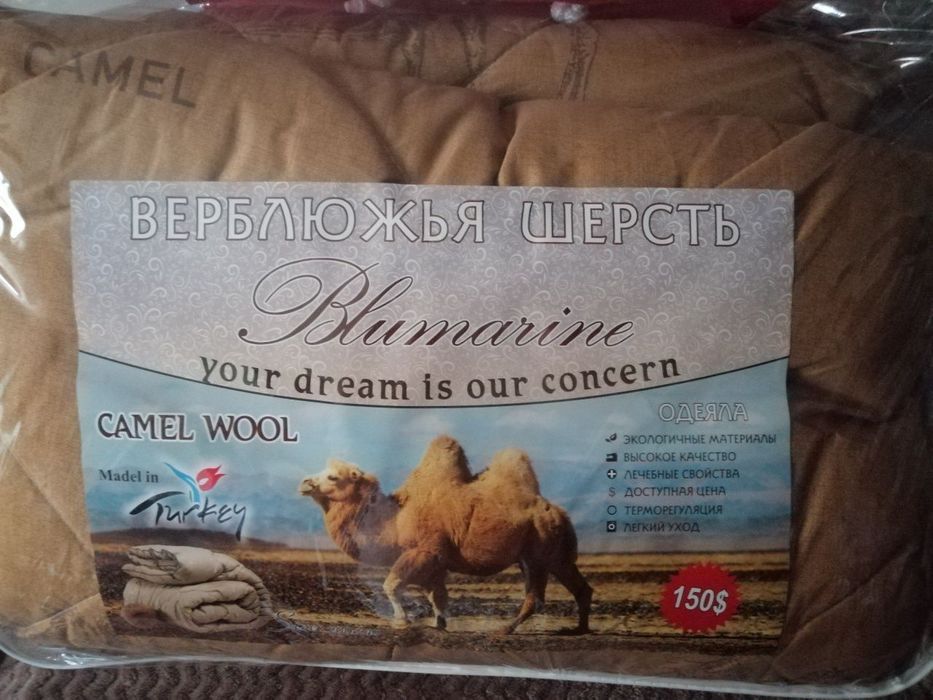 CAMEL
ВЕРБЛЮЖЬЯ ШЕРСТЬ
Blumarine
your dream is our concern
CAMEL WOOL
Madel in
Turkey
ОДЕЯЛА
ЭКОЛОГИЧНЫЕ МАТЕРИАЛЫ
ВЫСОКОЕ КАЧЕСТВО
ЛЕЧЕБНЫЕ СВОЙСТВА
$ ДОСТУПНАЯ ЦЕНА
ТЕРМОРЕГУЛЯЦИЯ
ЛЕГКИЙ УХОД
150$